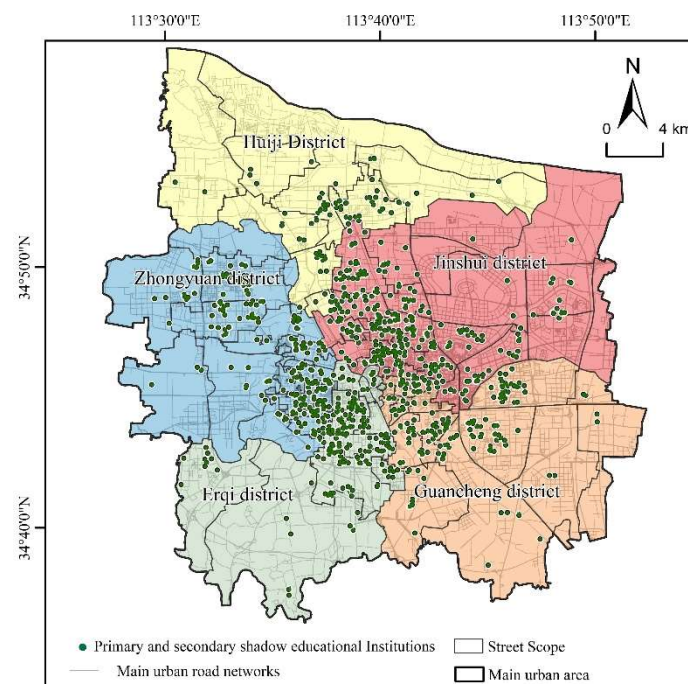 113°30'0"E 113°40'0"E 113°50'0"E
N
0 4 km
Huiji District
34°50'0"N
Zhongyuan district
Jinshui district
Erqi district
Guancheng district
34°40'0"N
Primary and secondary shadow educational Institutions
Street Scope
Main urban road networks
Main urban area